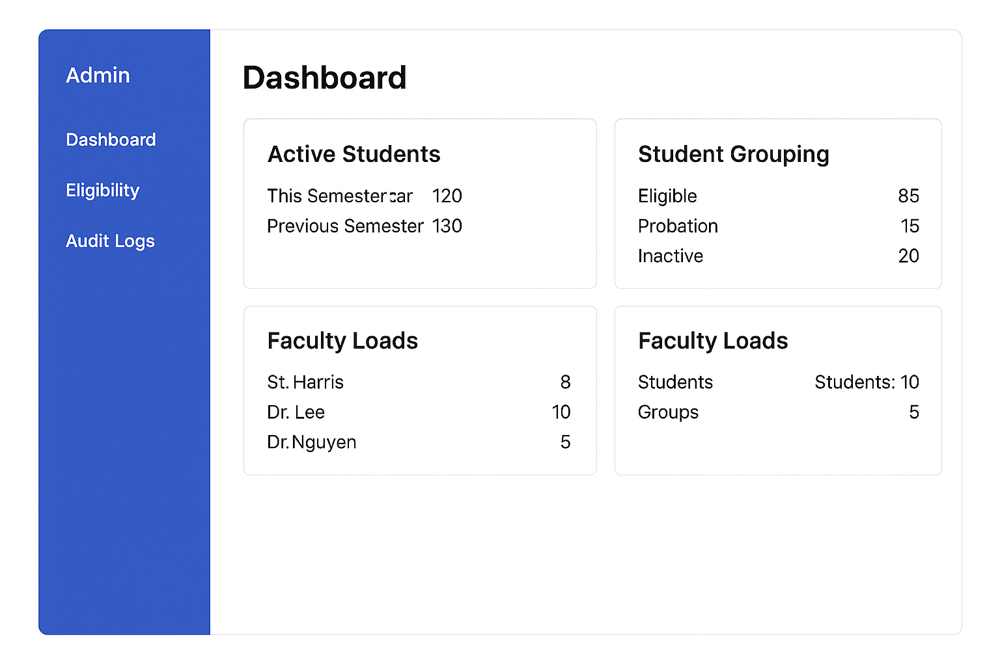 Admin
Dashboard
Eligibility
Audit Logs
Dashboard
Active Students
This Semester car 120
Previous Semester 130
Student Grouping
Eligible 85
Probation 15
Inactive 20
Faculty Loads
St. Harris 8
Dr. Lee 10
Dr. Nguyen 5
Faculty Loads
Students Students: 10
Groups 5